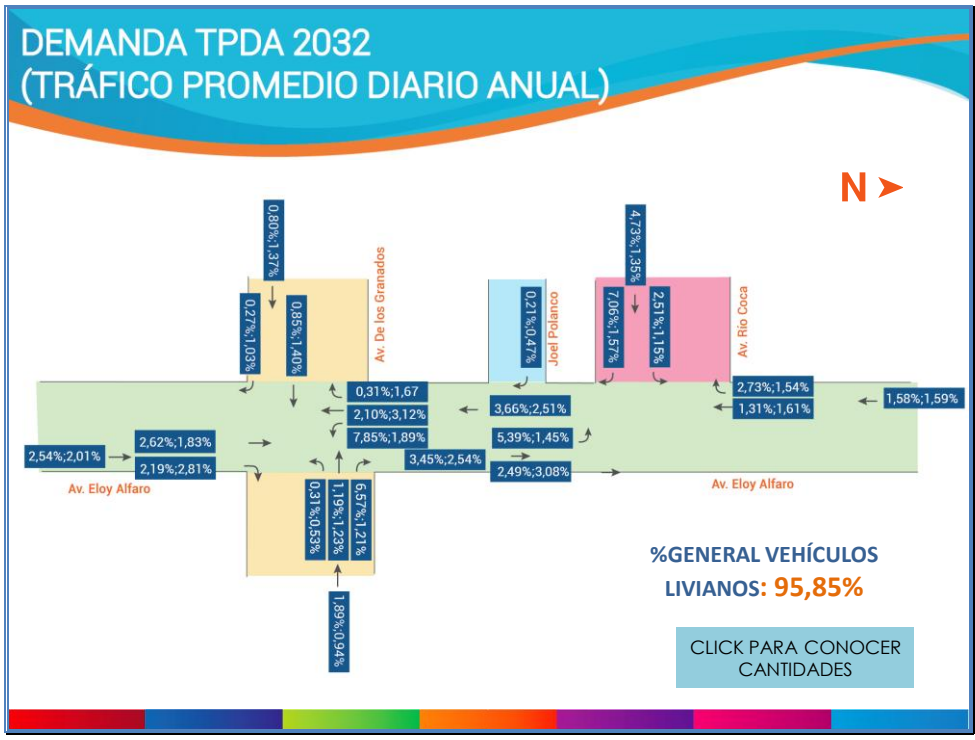 DEMANDA TPDA 2032
(TRÁFICO PROMEDIO DIARIO ANUAL)
N
0,80%;1,37%
4,73%;1,35%
0,27%;1,03%
0,85%;1,40%
Av. De los Granados
0,21%;0,47%
Joel Polanco
7,06%;1,57%
2,51%;1,15%
Av. Río Coca
0,31%;1,67
2,10%;3,12%
7,85%;1,89%
3,66%;2,51%
5,39%;1,45%
2,73%;1,54%
1,31%;1,61%
1,58%;1,59%
2,54%;2,01%
2,62%;1,83%
2,19%;2,81%
3,45%;2,54%
2,49%;3,08%
Av. Eloy Alfaro
Av. Eloy Alfaro
0,31%;0,53%
1,19%;1,23%
6,57%;1,21%
1,89%;0,94%
%GENERAL VEHÍCULOS
LIVIANOS: 95,85%
CLICK PARA CONOCER
CANTIDADES